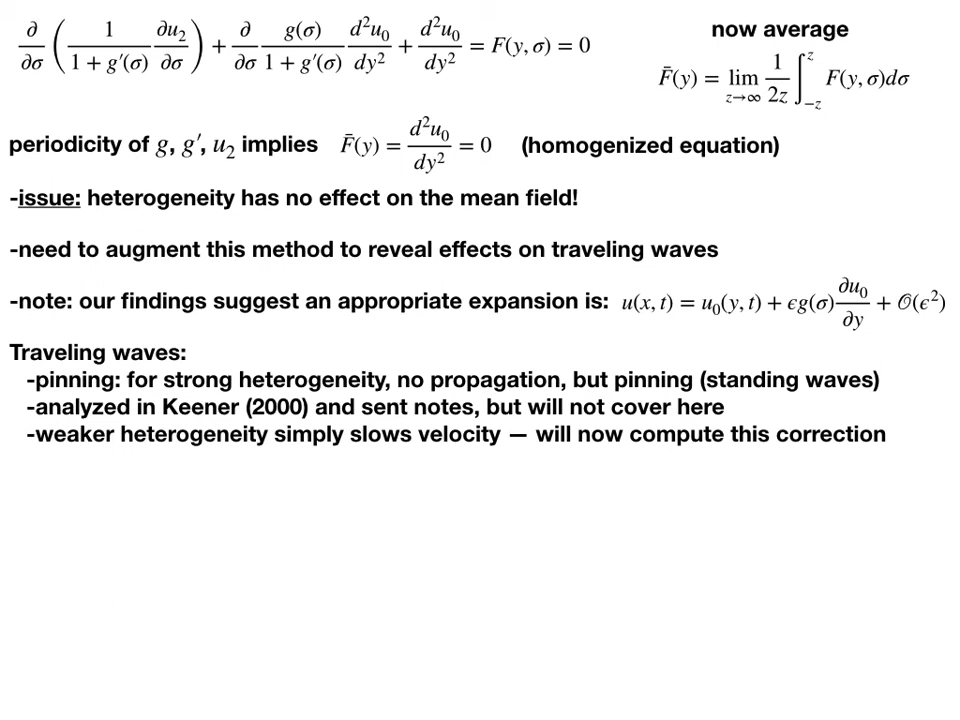 ∂/∂σ ( 1/(1 + g′(σ)) ∂u₂/∂σ ) + ∂/∂σ g(σ)/(1 + g′(σ)) d²u₀/dy² + d²u₀/dy² = F(y, σ) = 0
now average
F̄(y) = lim_{z→∞} 1/2z ∫_{−z}^{z} F(y, σ)dσ
periodicity of g, g′, u₂ implies F̄(y) = d²u₀/dy² = 0 (homogenized equation)
-issue: heterogeneity has no effect on the mean field!
-need to augment this method to reveal effects on traveling waves
-note: our findings suggest an appropriate expansion is: u(x, t) = u₀(y, t) + ϵg(σ) ∂u₀/∂y + 𝒪(ϵ²)
Traveling waves:
-pinning: for strong heterogeneity, no propagation, but pinning (standing waves)
-analyzed in Keener (2000) and sent notes, but will not cover here
-weaker heterogeneity simply slows velocity — will now compute this correction